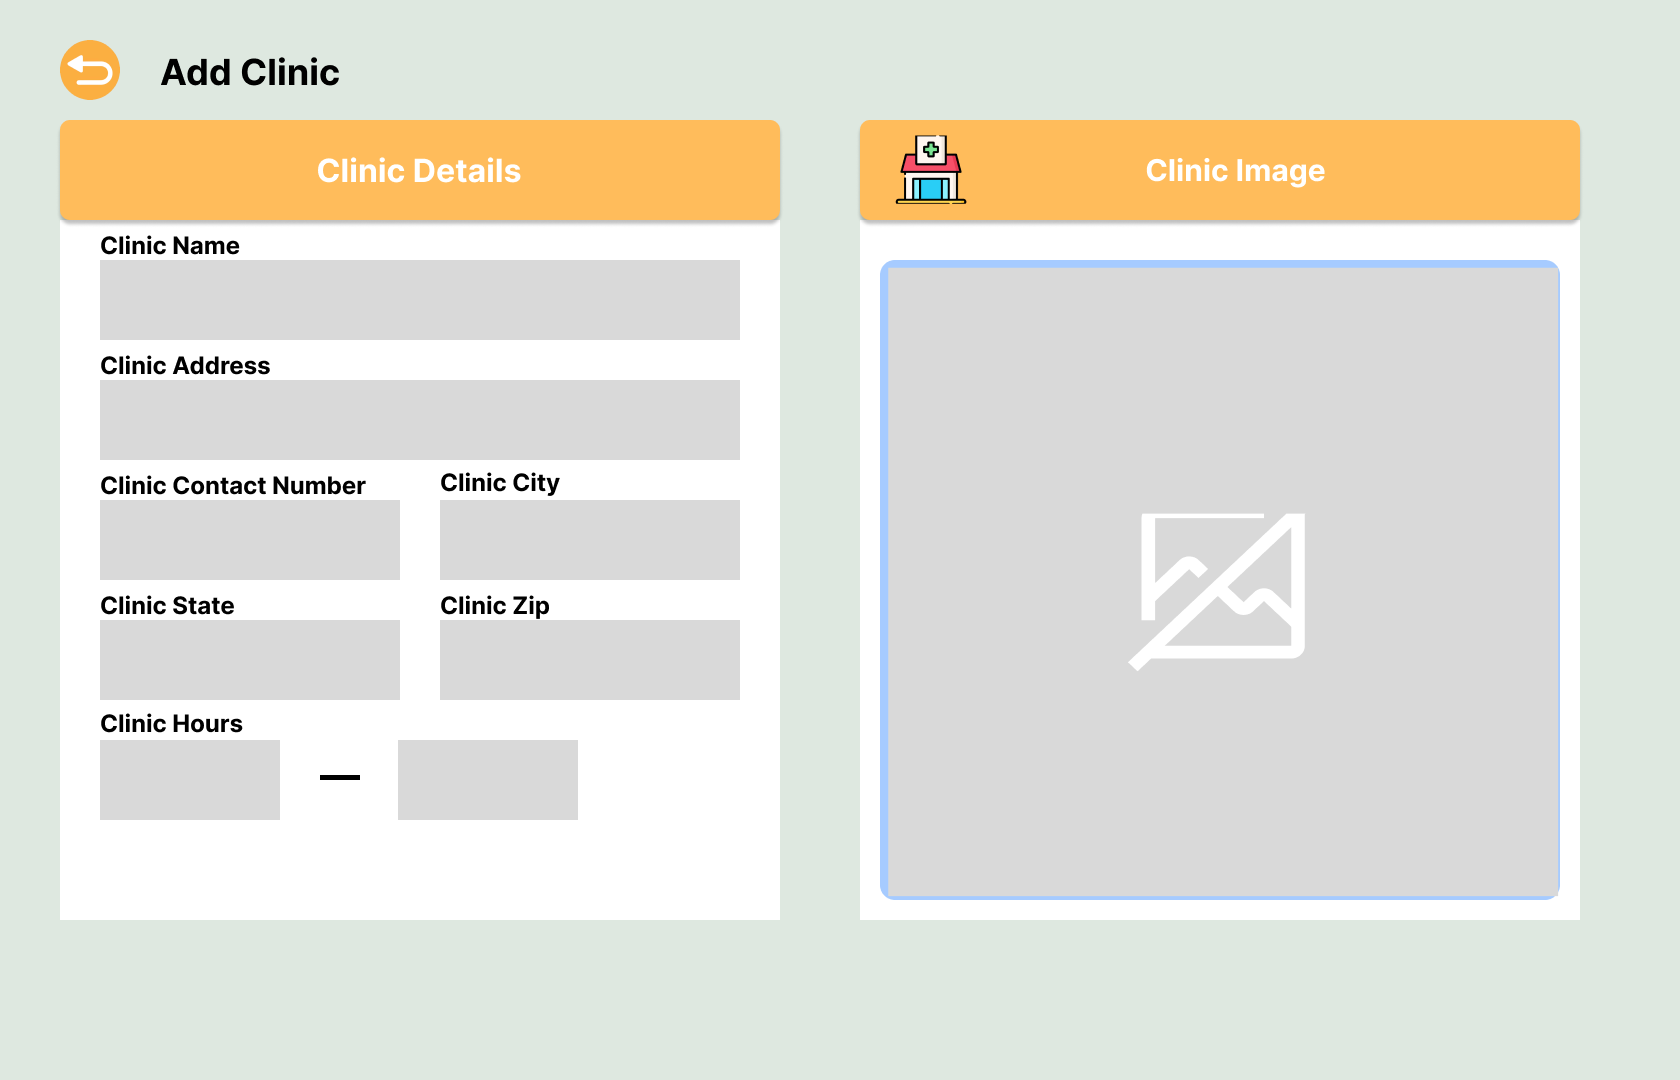 Add Clinic
Clinic Details
Clinic Name
Clinic Address
Clinic Contact Number
Clinic City
Clinic State
Clinic Zip
Clinic Hours
Clinic Image